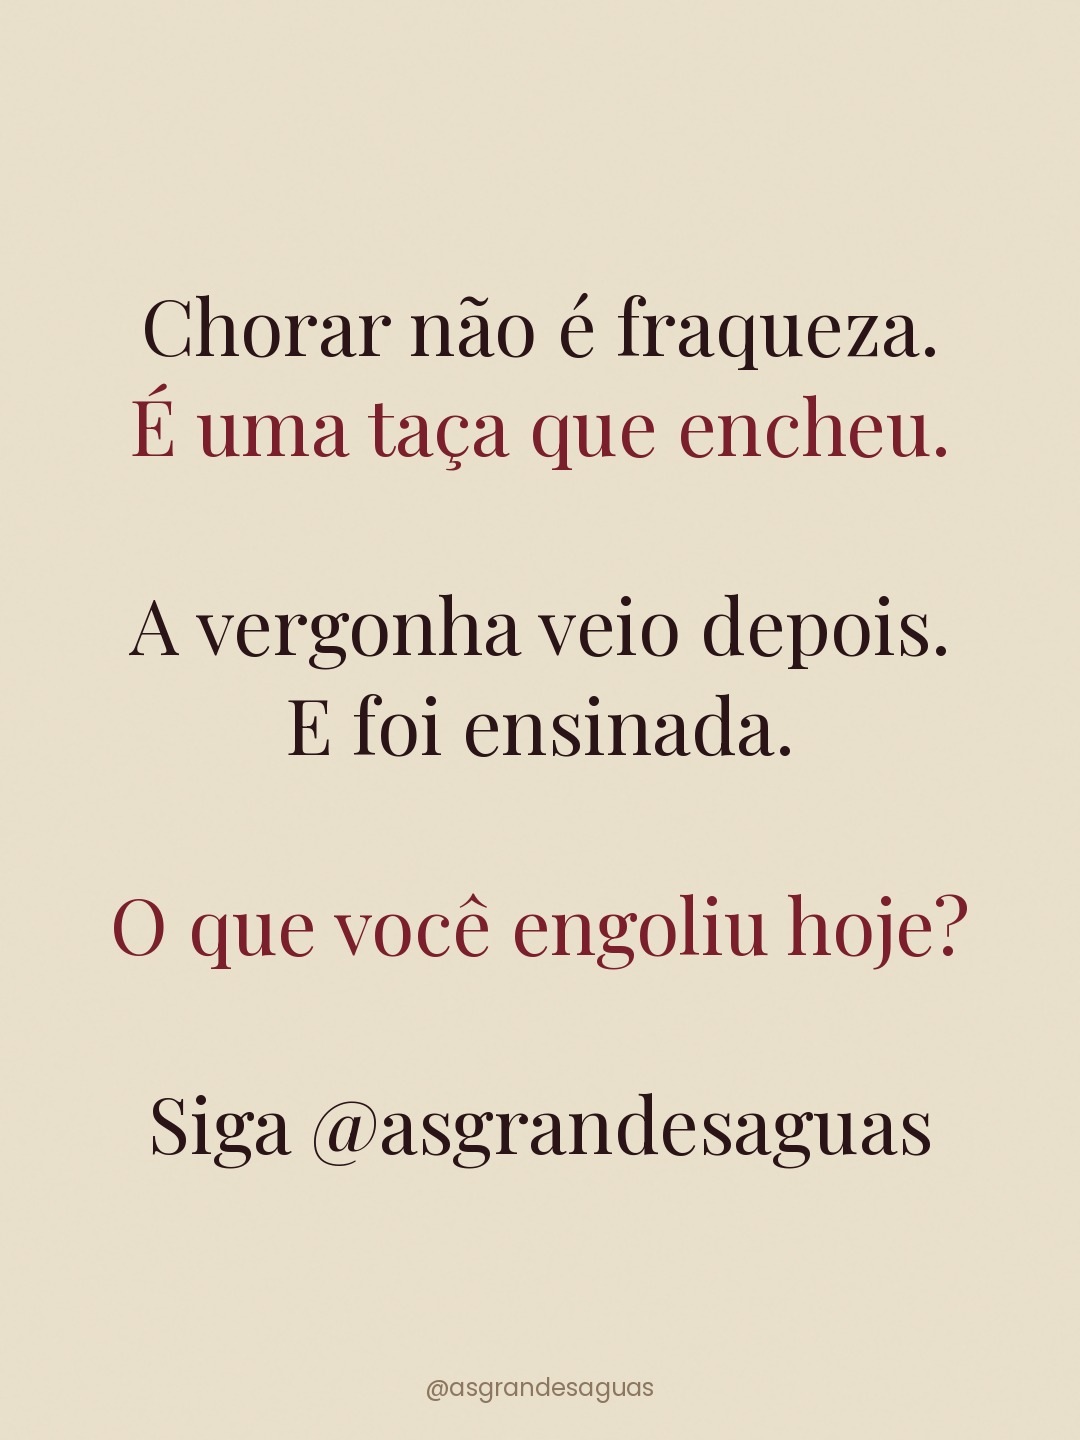 Chorar não é fraqueza.
É uma taça que encheu.
A vergonha veio depois.
E foi ensinada.
O que você engoliu hoje?
Siga @asgrandesaguas
@asgrandesaguas